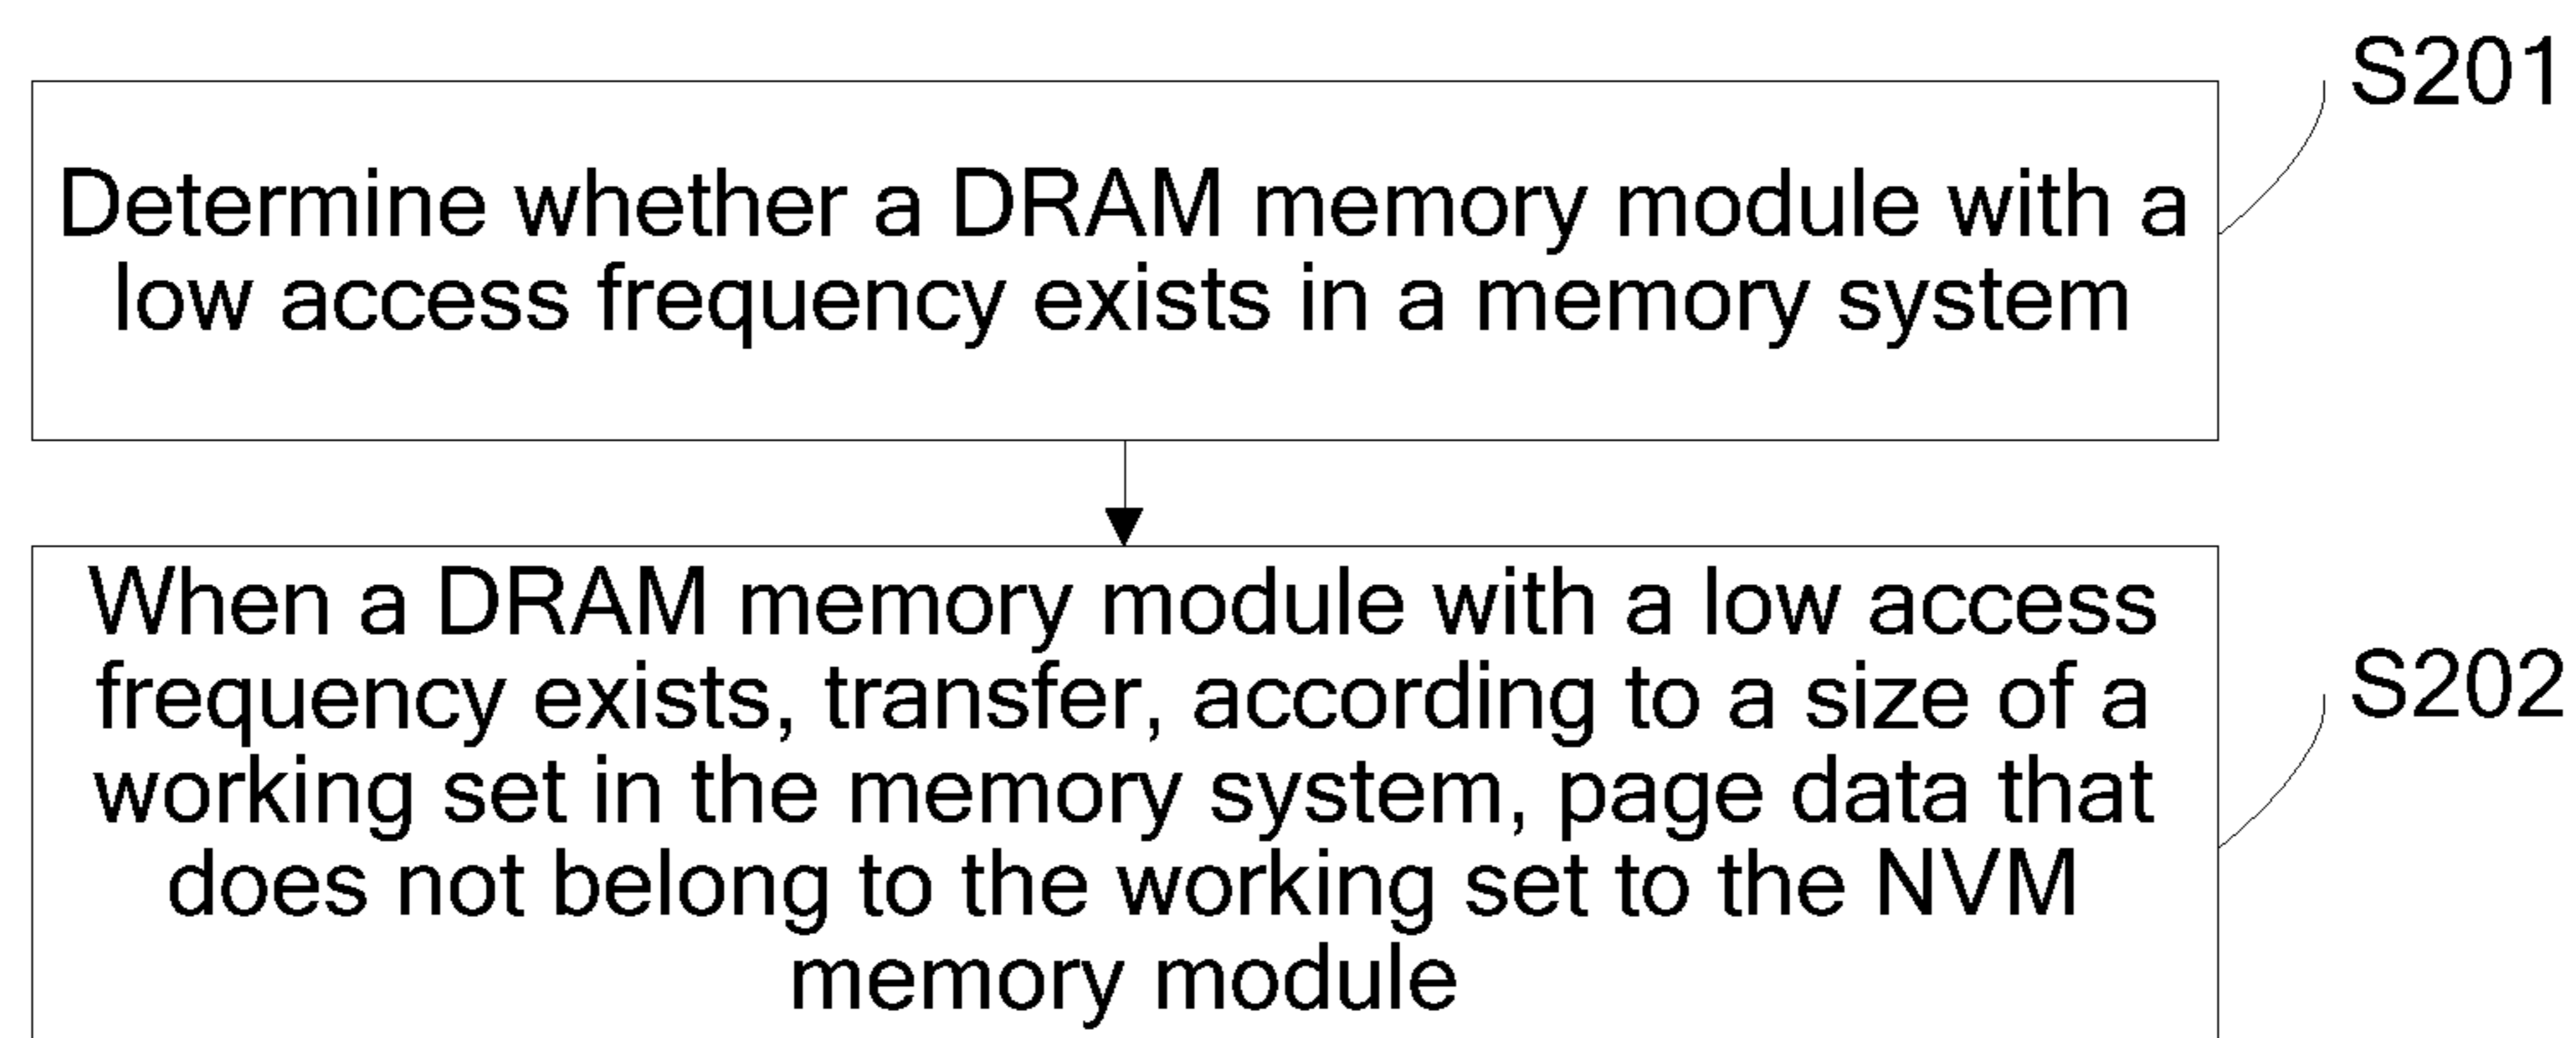 S201
Determine whether a DRAM memory module with a
low access frequency exists in a memory system
When a DRAM memory module with a low access
frequency exists, transfer, according to a size of a
working set in the memory system, page data that
does not belong to the working set to the NVM
memory module
S202